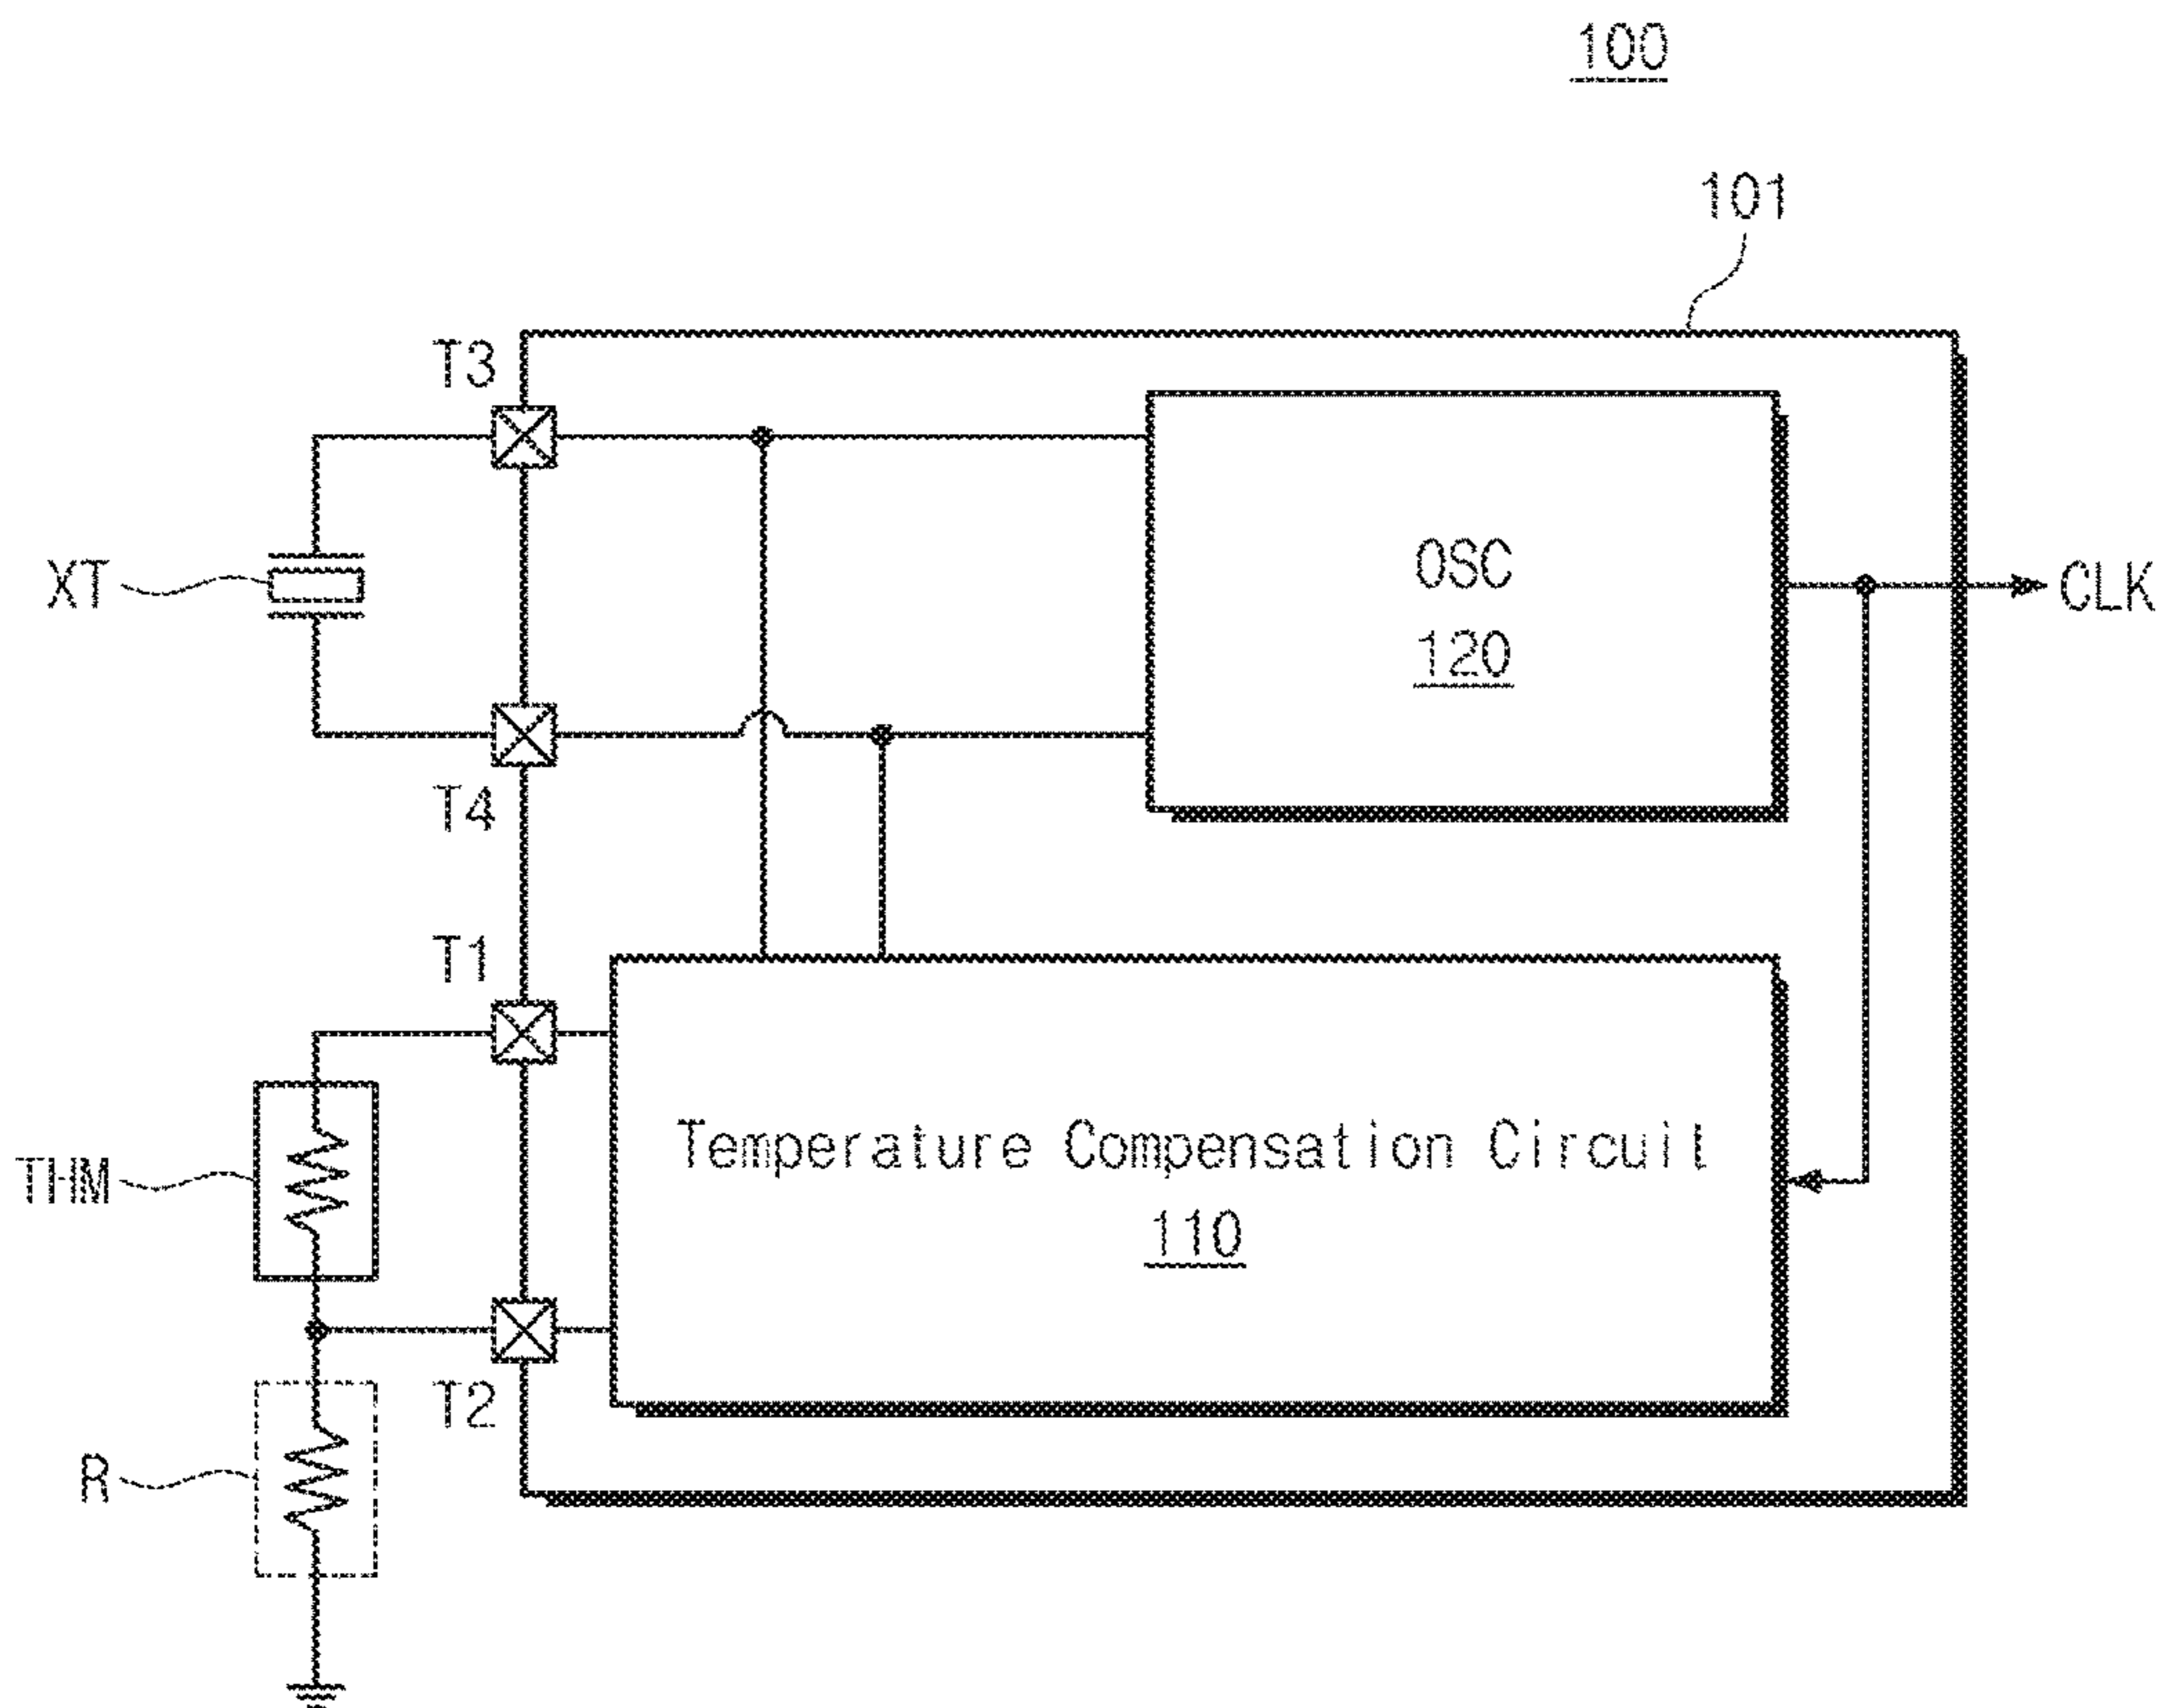 100
101
T3
OSC
120
XT
CLK
T4
T1
Temperature Compensation Circuit
110
THM
T2
R